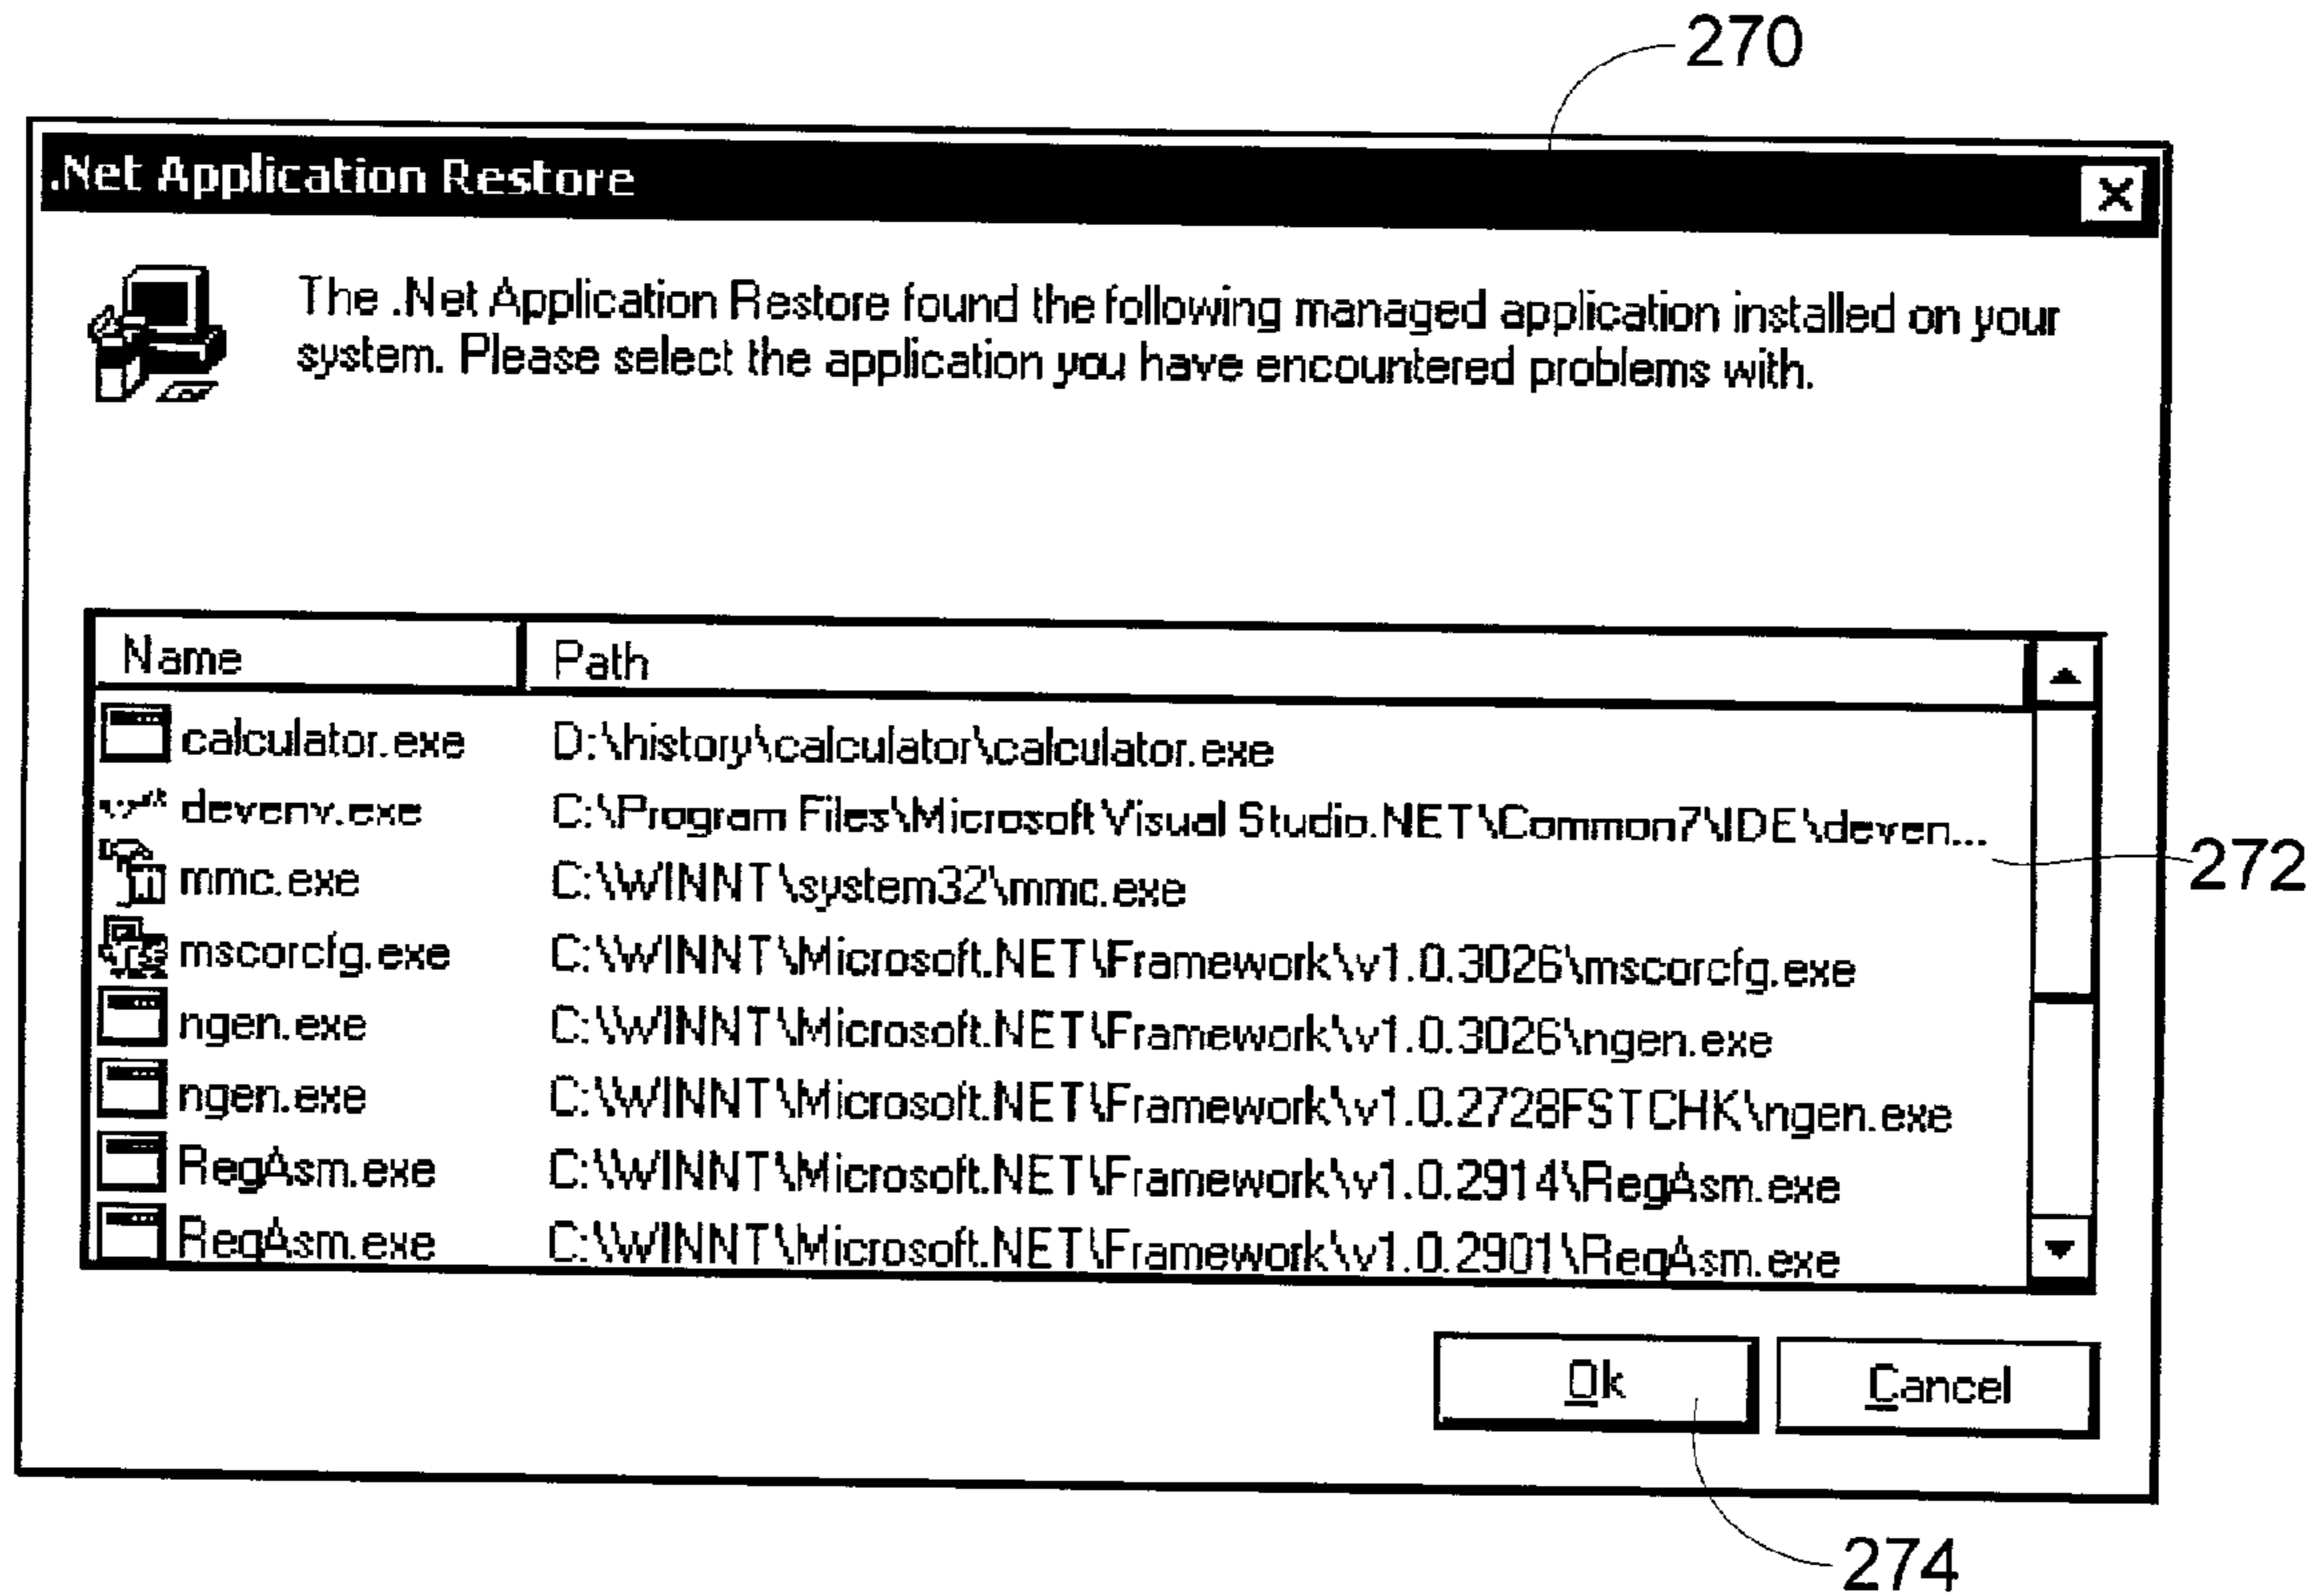 270
.Net Application Restore
The .Net Application Restore found the following managed application installed on your
system. Please select the application you have encountered problems with.
Name Path
calculator.exe D:\history\calculator\calculator.exe
devenv.exe C:\Program Files\Microsoft Visual Studio.NET\Common7\IDE\deven...
272
mmc.exe C:\WINNT\system32\mmc.exe
mscorcfg.exe C:\WINNT\Microsoft.NET\Framework\v1.0.3026\mscorcfg.exe
ngen.exe C:\WINNT\Microsoft.NET\Framework\v1.0.3026\ngen.exe
ngen.exe C:\WINNT\Microsoft.NET\Framework\v1.0.2728FSTCHK\ngen.exe
RegAsm.exe C:\WINNT\Microsoft.NET\Framework\v1.0.2914\RegAsm.exe
RegAsm.exe C:\WINNT\Microsoft.NET\Framework\v1.0.2901\RegAsm.exe
Ok Cancel
274